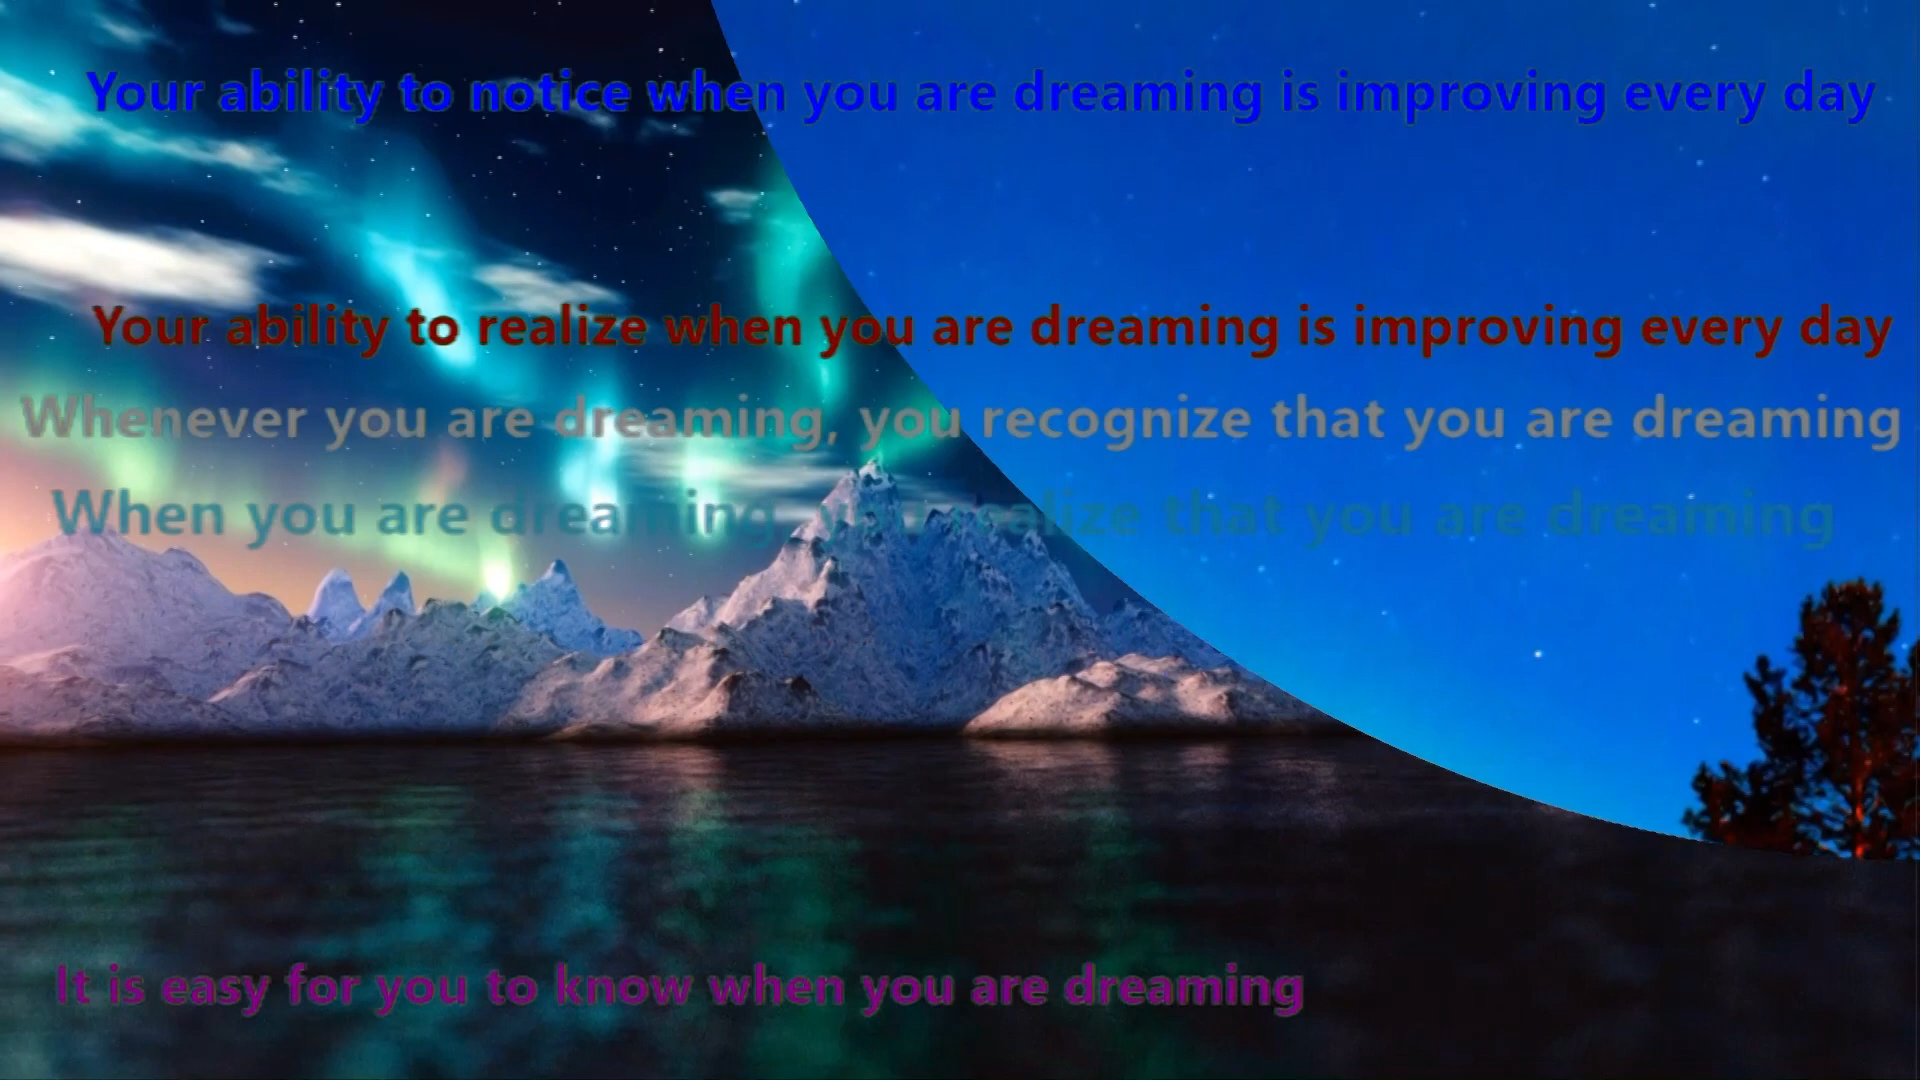 Your ability to notice when you are dreaming is improving every day
Your ability to realize when you are dreaming is improving every day
Whenever you are dreaming, you recognize that you are dreaming
When you are dreaming, you realize that you are dreaming
It is easy for you to know when you are dreaming